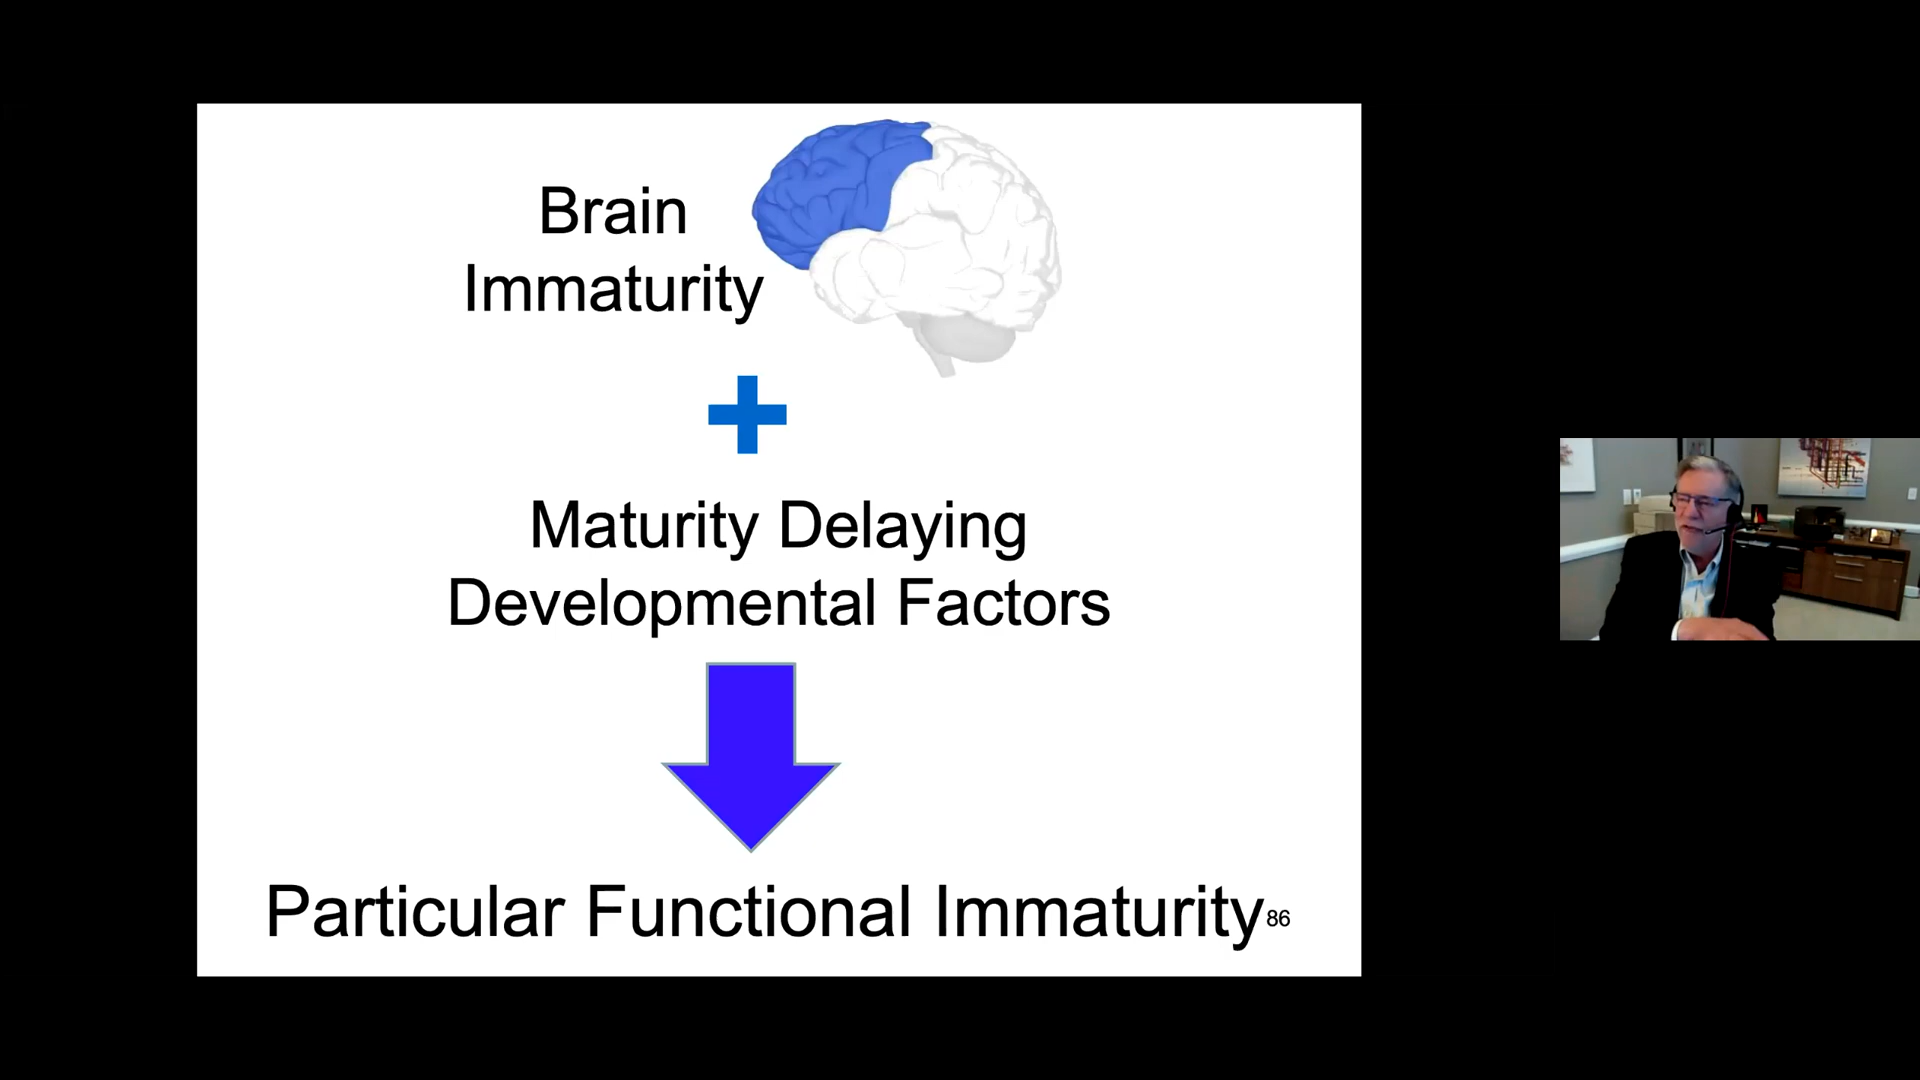 Brain
Immaturity
Maturity Delaying
Developmental Factors
Particular Functional Immaturity
86